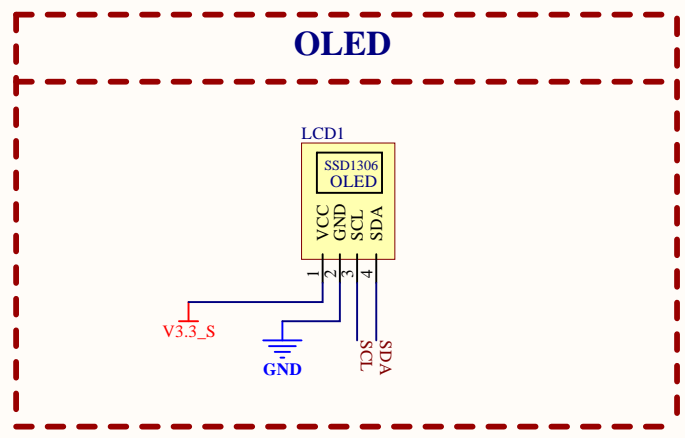 OLED
LCD1
SSD1306
OLED
VCC
GND
SCL
SDA
1
2
3
4
V3.3_S
GND
SCL
SDA